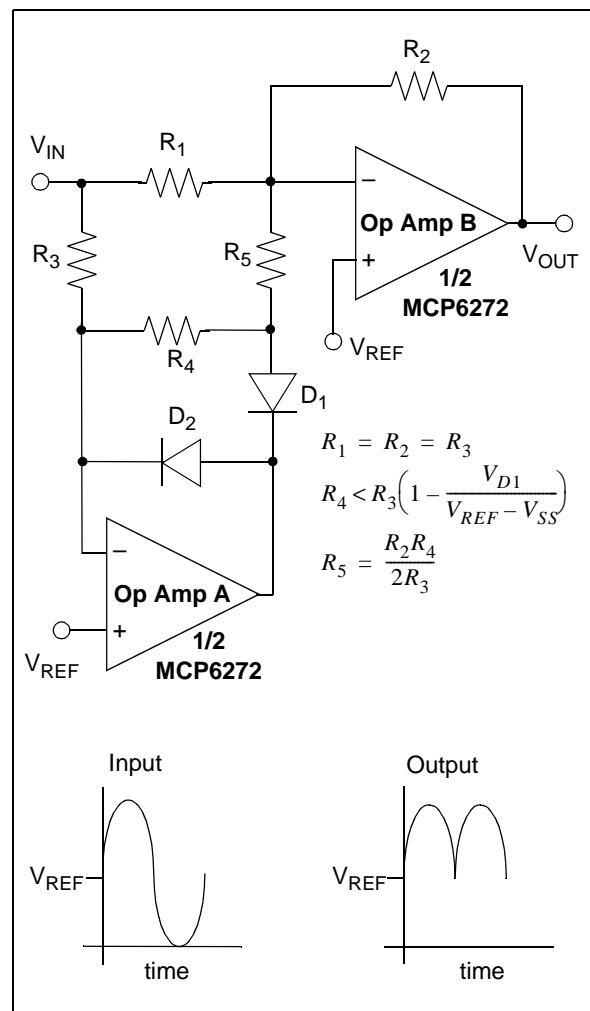 R2
R1
VIN
Op Amp B
R3
R5
VOUT
1/2
MCP6272
VREF
R4
D1
D2
R1 = R2 = R3
R4 < R3(1 − VD1 / (VREF − VSS))
R5 = R2R4 / 2R3
Op Amp A
1/2
MCP6272
VREF
Input
Output
VREF
VREF
time
time